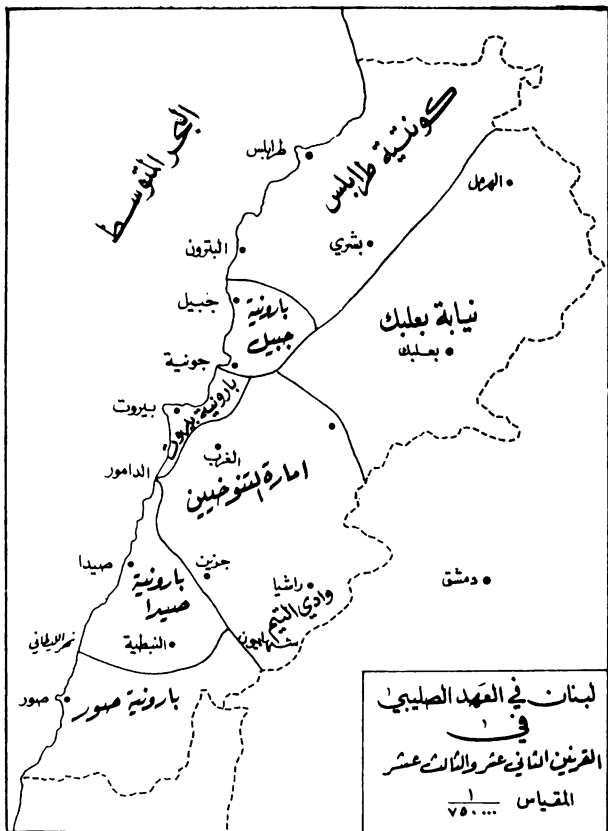 البحر المتوسط
كونتية طرابلس
طرابلس
الهرمل
البترون
بشري
جبيل
بارونية
جبيل
نيابة بعلبك
بعلبك
جونية
بارونية بيروت
بيروت
الغرب
الدامور
امارة التنوخيين
صيدا
جزين
بارونية
صيدا
راشيا
وادي التيم
شهابيون
دمشق
نهر الليطاني
النبطية
صور
بارونية صور
لبنان في العهد الصليبي
١
في
القرنين الثاني عشر والثالث عشر
المقياس ١/٧٥٠٠٠٠